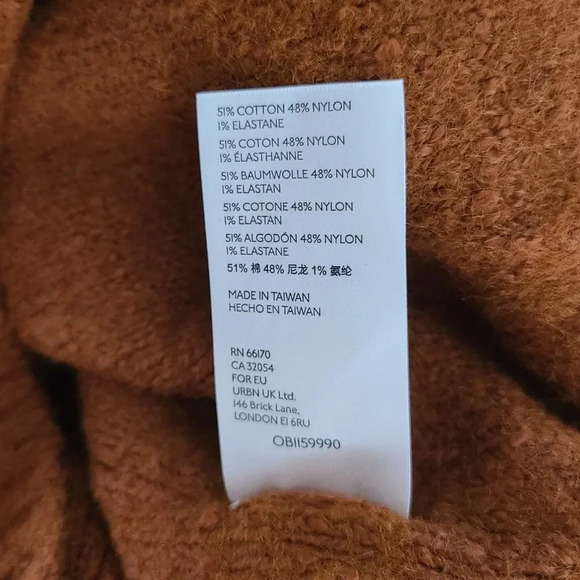 51% COTTON 48% NYLON
1% ELASTANE
51% COTON 48% NYLON
1% ÉLASTHANNE
51% BAUMWOLLE 48% NYLON
1% ELASTAN
51% COTONE 48% NYLON
1% ELASTAN
51% ALGODÓN 48% NYLON
1% ELASTANE
51% 棉 48% 尼龙 1% 氨纶
MADE IN TAIWAN
HECHO EN TAIWAN
RN 66170
CA 32054
FOR EU
URBN UK Ltd.
146 Brick Lane,
LONDON E1 6RU
OB1159990